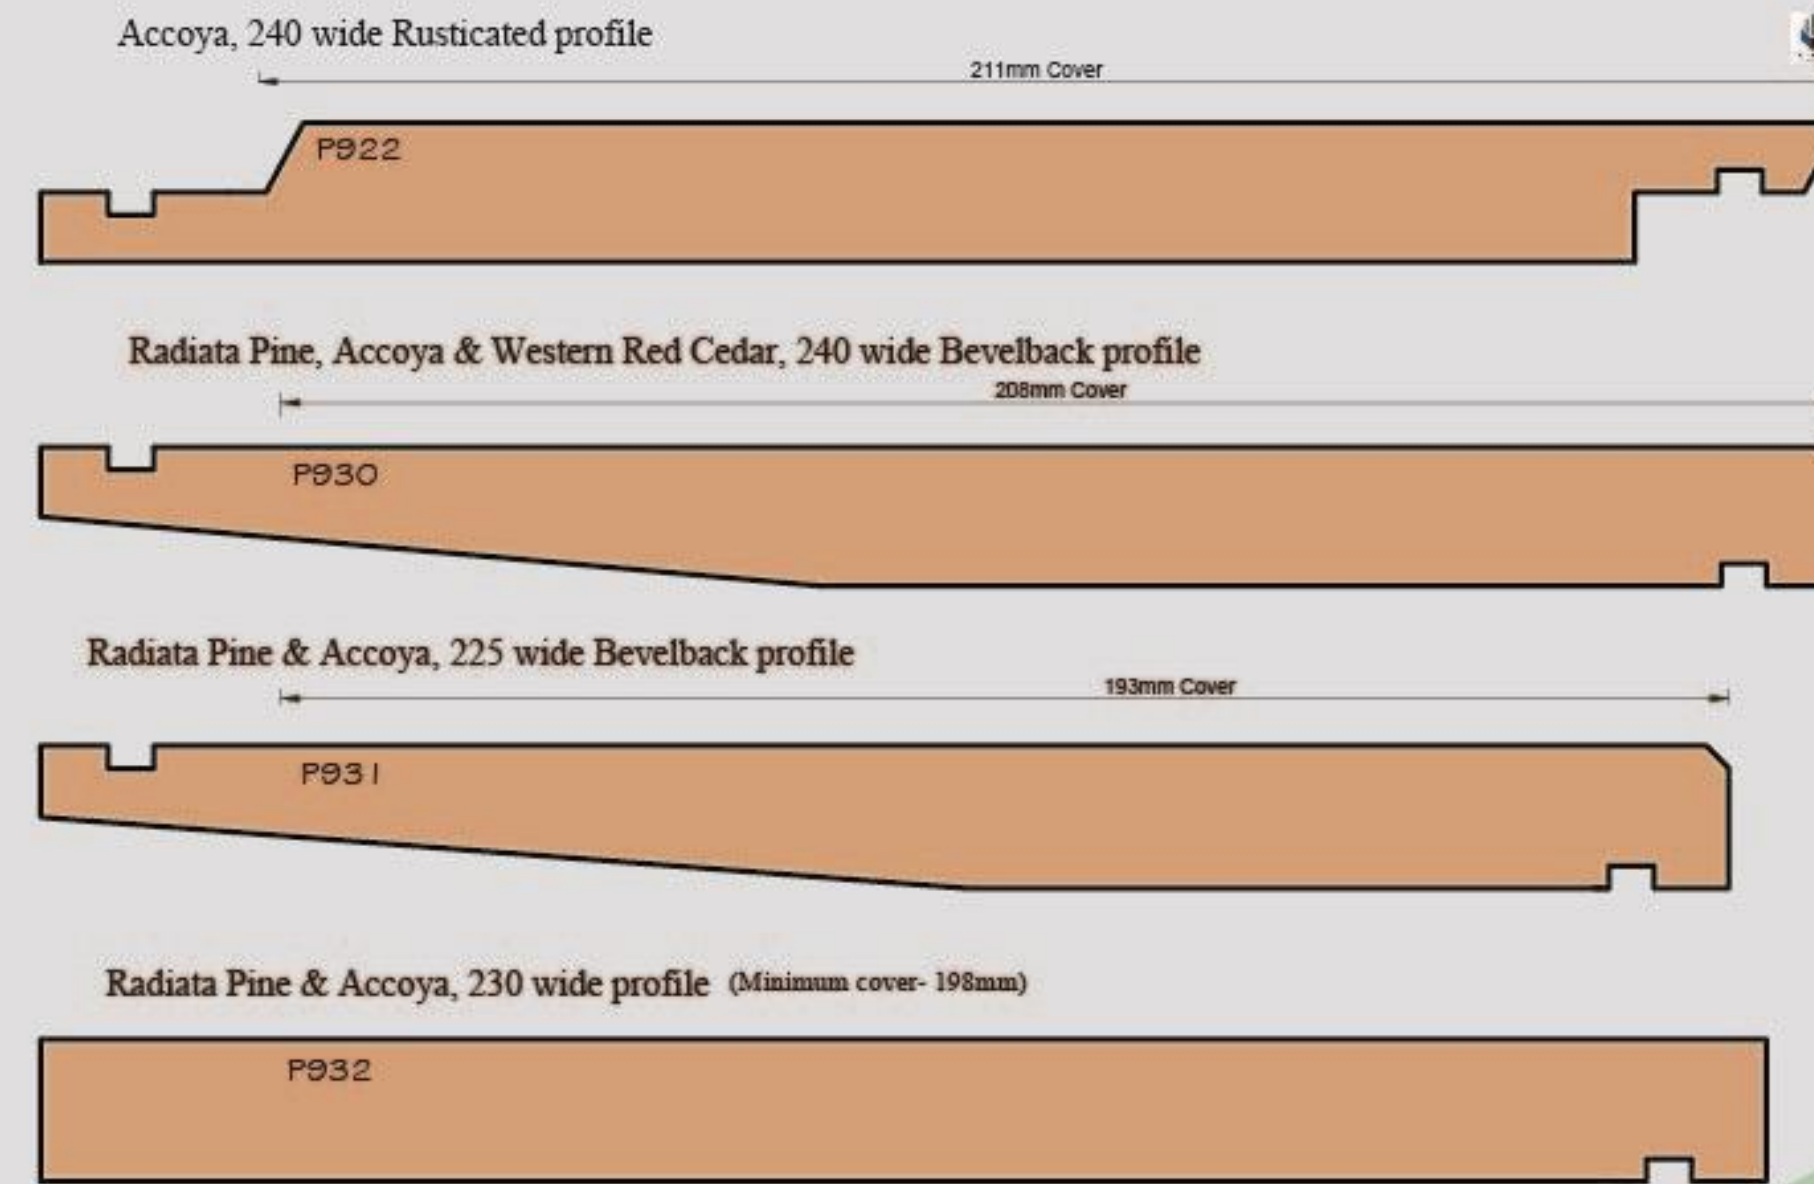 Accoya, 240 wide Rusticated profile
211mm Cover
P922
Radiata Pine, Accoya & Western Red Cedar, 240 wide Bevelback profile
208mm Cover
P930
Radiata Pine & Accoya, 225 wide Bevelback profile
193mm Cover
P931
Radiata Pine & Accoya, 230 wide profile (Minimum cover- 198mm)
P932